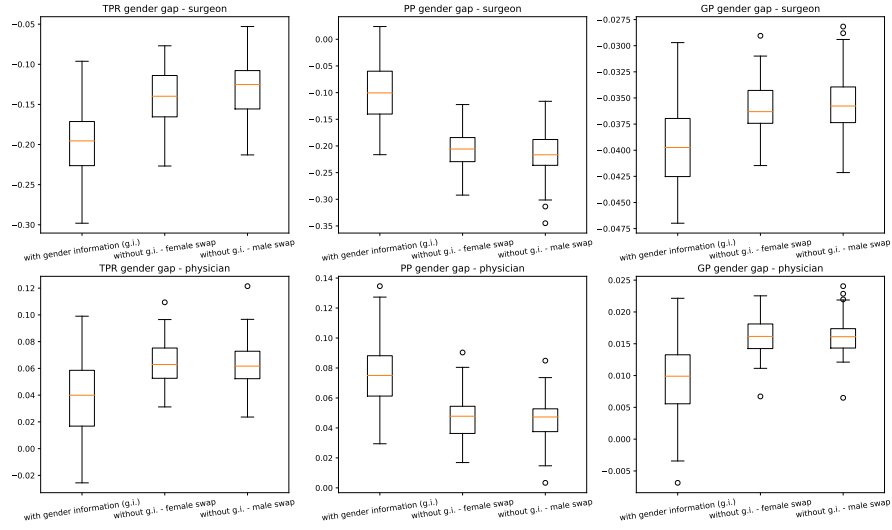 TPR gender gap - surgeon
−0.05
−0.10
−0.15
−0.20
−0.25
−0.30
with gender information (g.i.)
without g.i. - female swap
without g.i. - male swap
PP gender gap - surgeon
0.00
−0.05
−0.10
−0.15
−0.20
−0.25
−0.30
−0.35
with gender information (g.i.)
without g.i. - female swap
without g.i. - male swap
GP gender gap - surgeon
−0.0275
−0.0300
−0.0325
−0.0350
−0.0375
−0.0400
−0.0425
−0.0450
−0.0475
with gender information (g.i.)
without g.i. - female swap
without g.i. - male swap
TPR gender gap - physician
0.12
0.10
0.08
0.06
0.04
0.02
0.00
−0.02
with gender information (g.i.)
without g.i. - female swap
without g.i. - male swap
PP gender gap - physician
0.14
0.12
0.10
0.08
0.06
0.04
0.02
0.00
with gender information (g.i.)
without g.i. - female swap
without g.i. - male swap
GP gender gap - physician
0.025
0.020
0.015
0.010
0.005
0.000
−0.005
with gender information (g.i.)
without g.i. - female swap
without g.i. - male swap